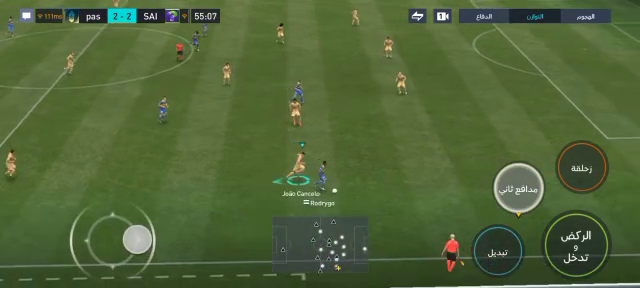 111ms pas 2 - 2 SAI 55:07
الدفاع التوازن الهجوم
زحلقة
مدافع ثاني
João Cancelo
Rodrygo
الركض
و
تدخل
تبديل